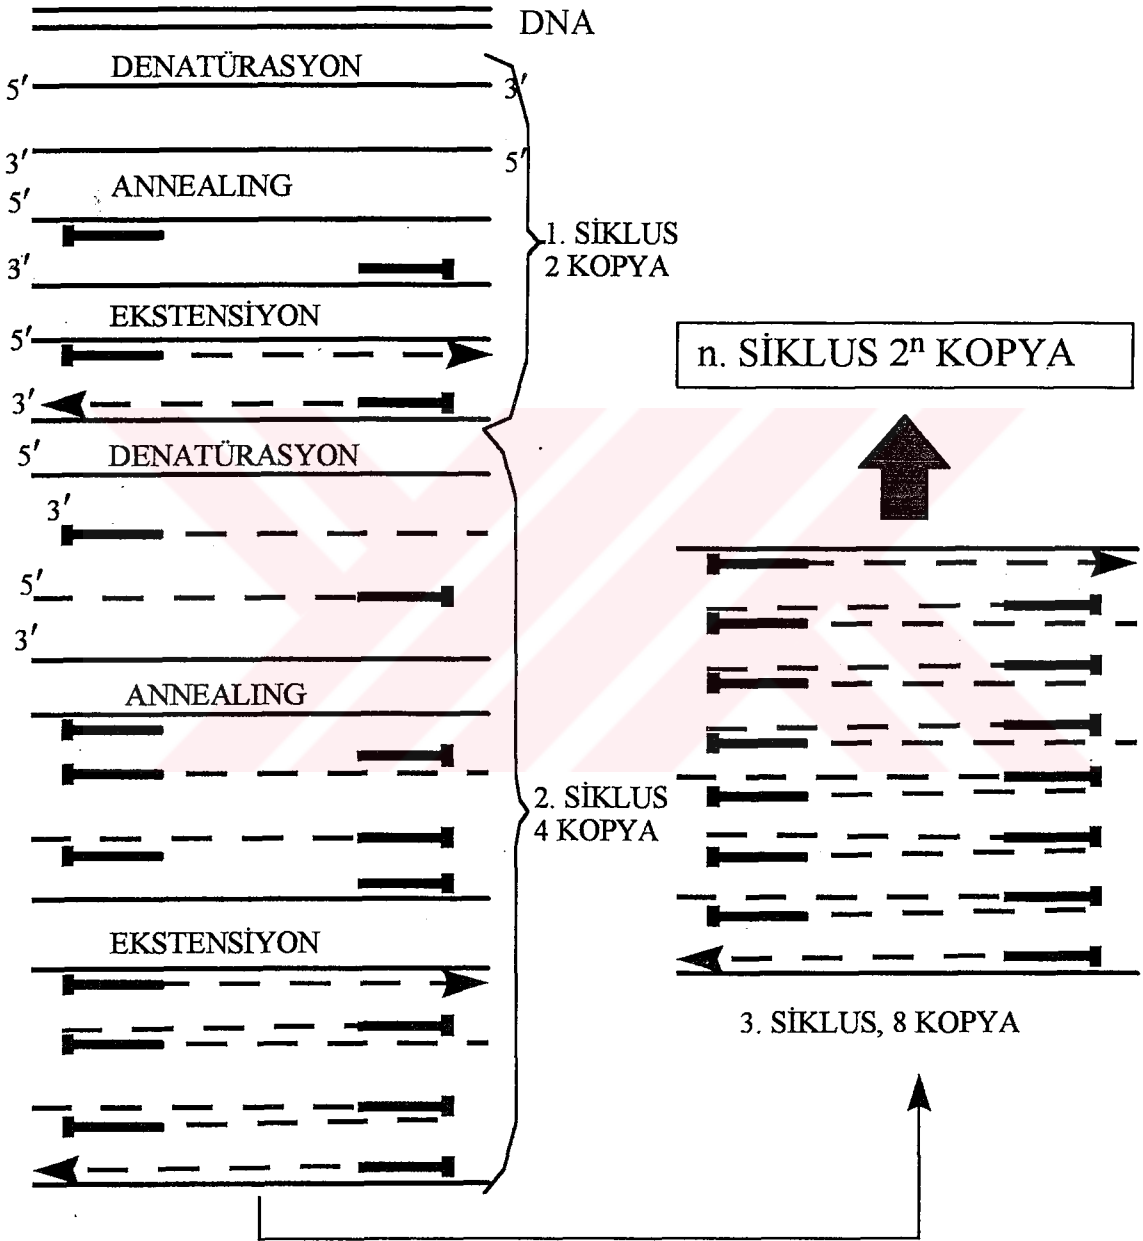 DNA
DENATÜRASYON
5′ 3′
3′ 5′
ANNEALING
5′
3′
1. SİKLUS
2 KOPYA
EKSTENSİYON
5′
3′
DENATÜRASYON
5′
3′
5′
3′
ANNEALING
2. SİKLUS
4 KOPYA
EKSTENSİYON
n. SİKLUS 2ⁿ KOPYA
3. SİKLUS, 8 KOPYA